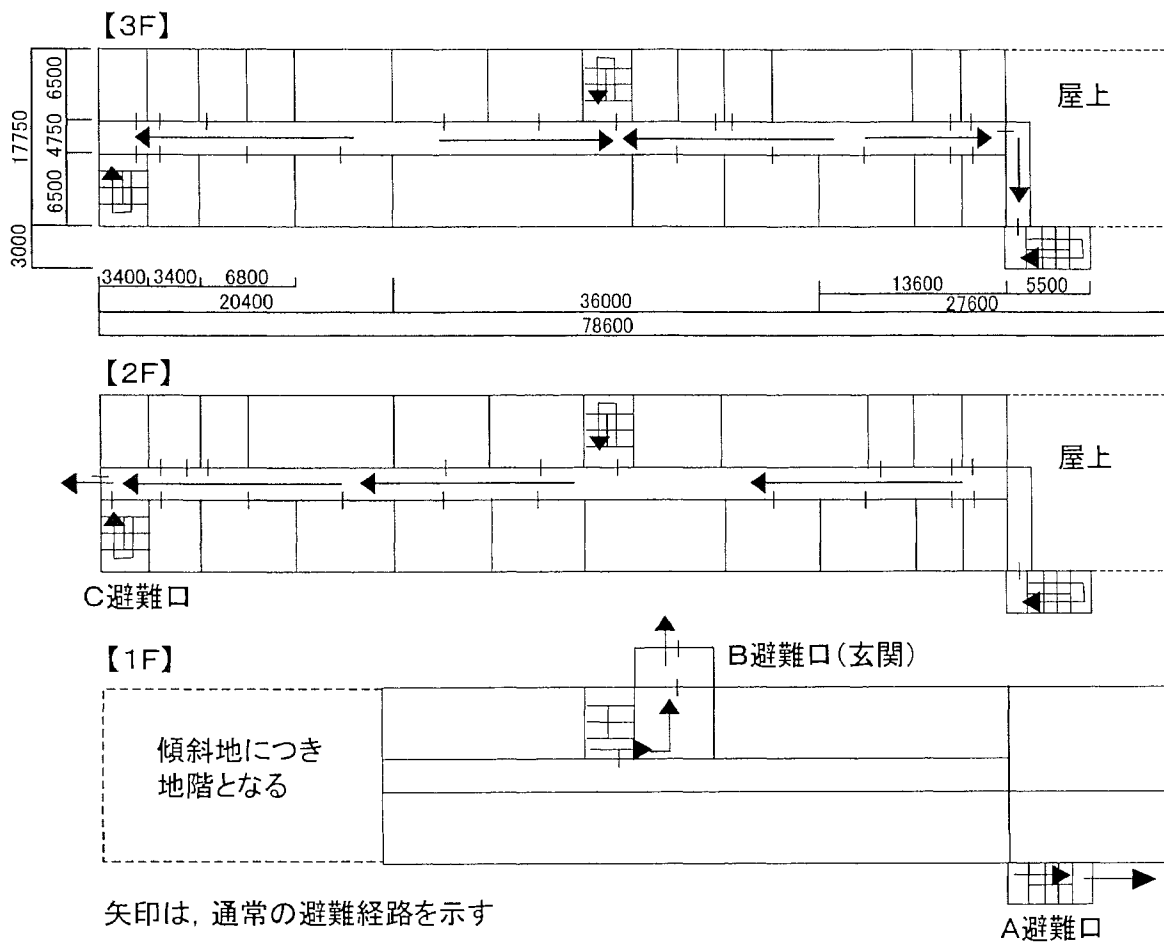 【3F】
屋上
6500
4750
6500
17750
3000
3400
3400
6800
13600
5500
20400
36000
27600
78600
【2F】
屋上
C避難口
【1F】
B避難口(玄関)
傾斜地につき
地階となる
矢印は,通常の避難経路を示す
A避難口